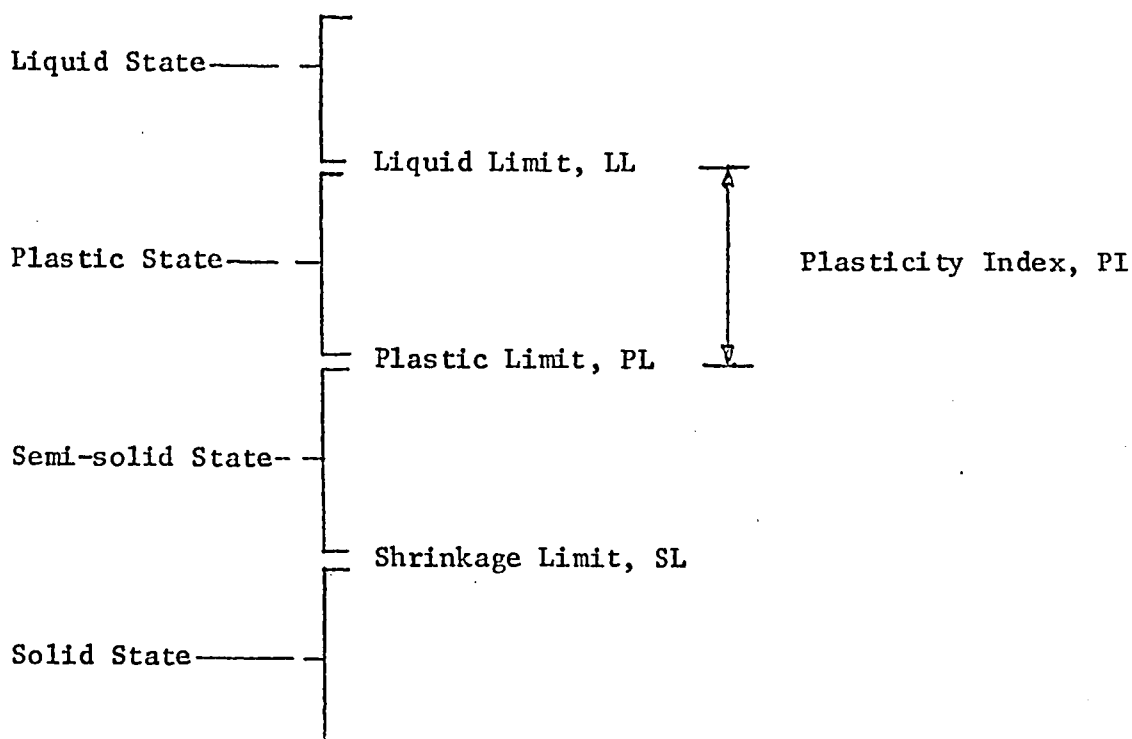 Liquid State
Liquid Limit, LL
Plastic State
Plasticity Index, PI
Plastic Limit, PL
Semi-solid State
Shrinkage Limit, SL
Solid State